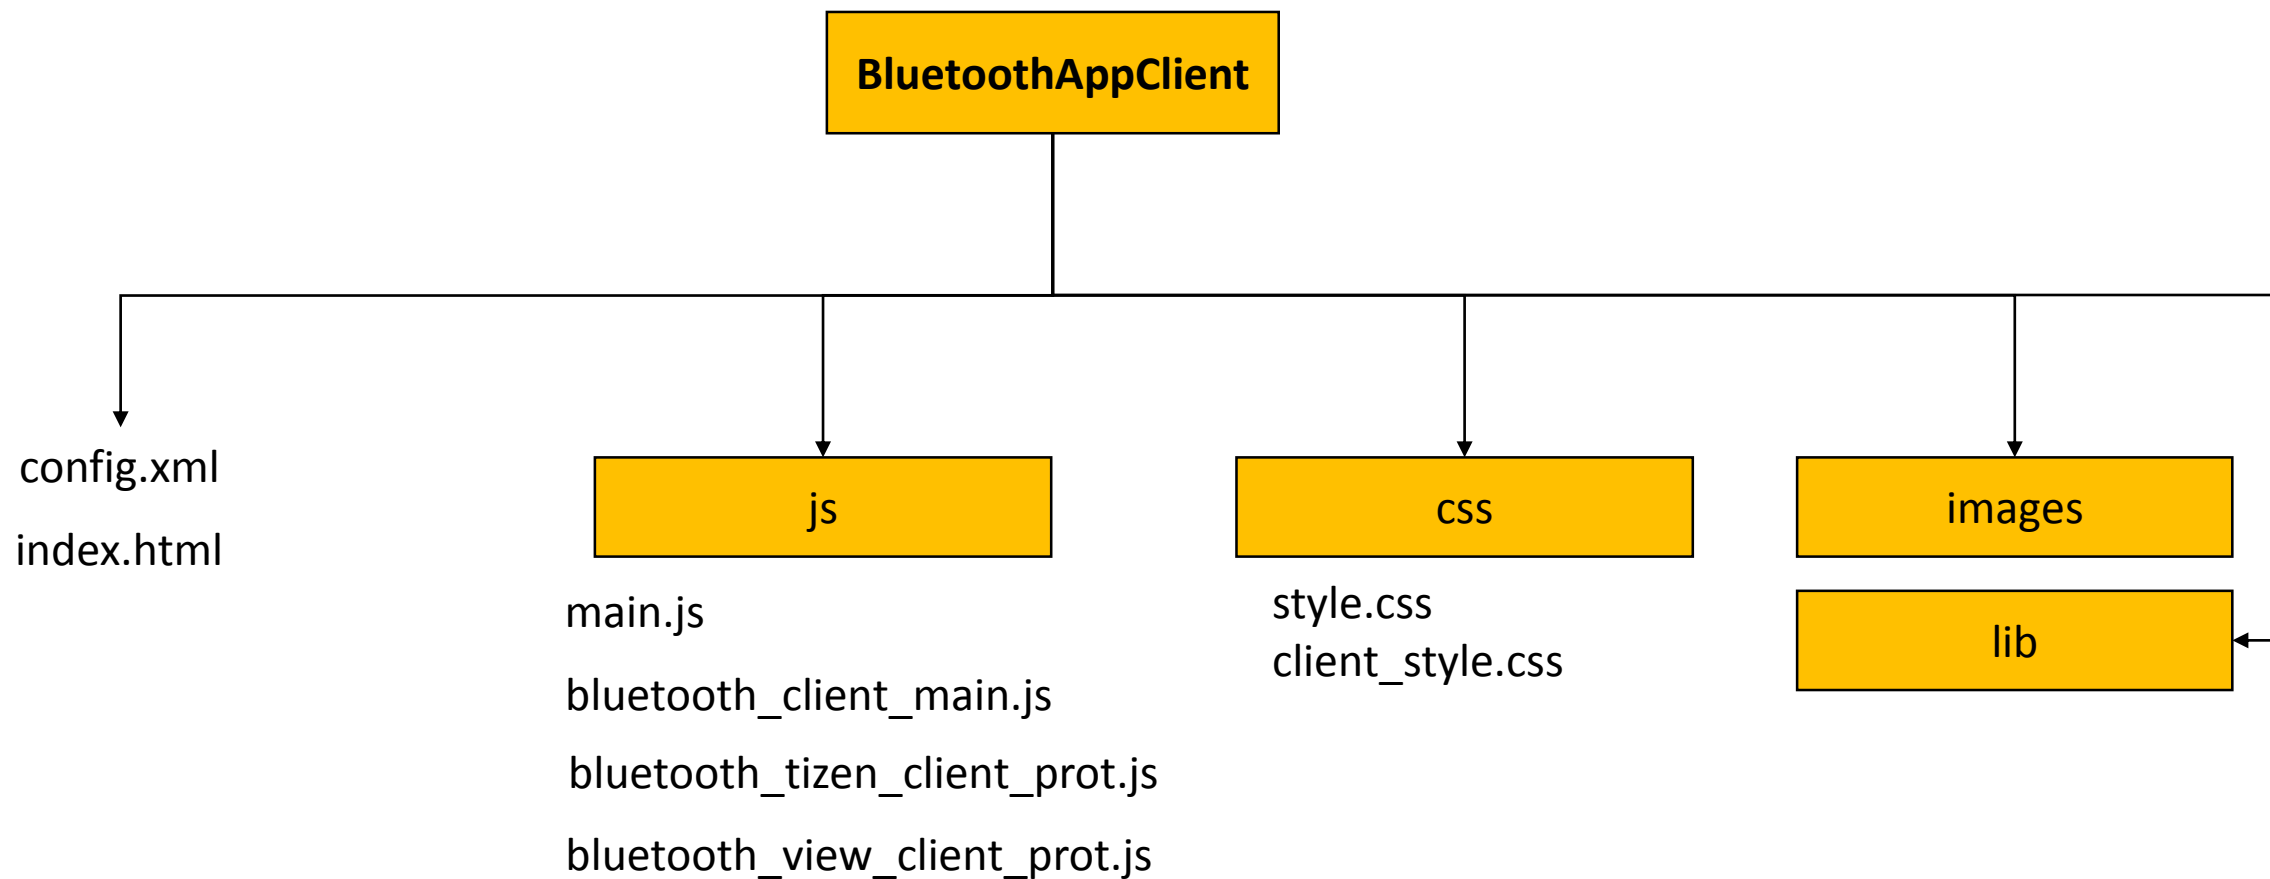 BluetoothAppClient
config.xml
index.html
js
main.js
bluetooth_client_main.js
bluetooth_tizen_client_prot.js
bluetooth_view_client_prot.js
css
style.css
client_style.css
images
lib